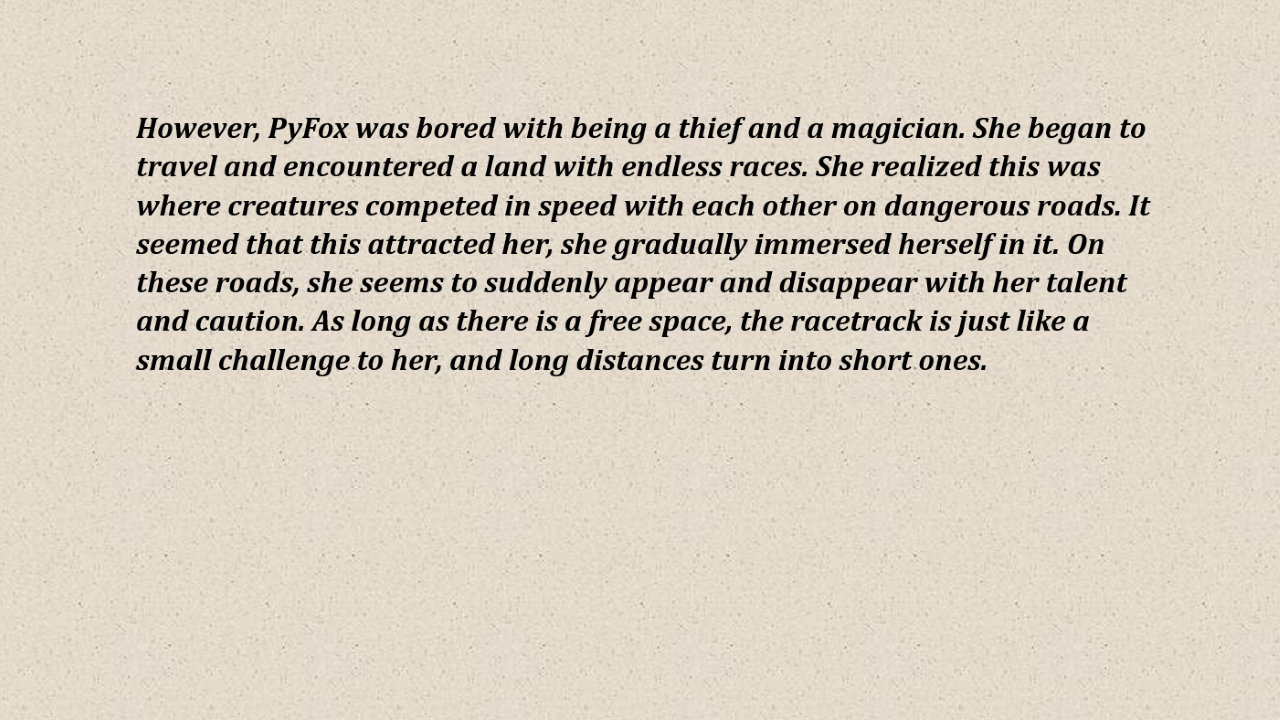 However, PyFox was bored with being a thief and a magician. She began to
travel and encountered a land with endless races. She realized this was
where creatures competed in speed with each other on dangerous roads. It
seemed that this attracted her, she gradually immersed herself in it. On
these roads, she seems to suddenly appear and disappear with her talent
and caution. As long as there is a free space, the racetrack is just like a
small challenge to her, and long distances turn into short ones.